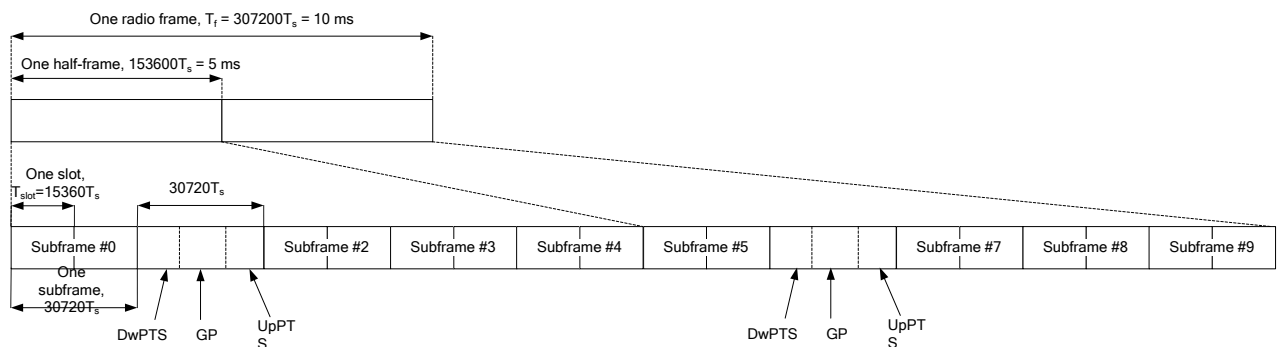 One radio frame, Tf = 307200Ts = 10 ms
One half-frame, 153600Ts = 5 ms
One slot,
Tslot=15360Ts
30720Ts
Subframe #0
Subframe #2
Subframe #3
Subframe #4
Subframe #5
Subframe #7
Subframe #8
Subframe #9
One
subframe,
30720Ts
DwPTS
GP
UpPT
S
DwPTS
GP
UpPT
S